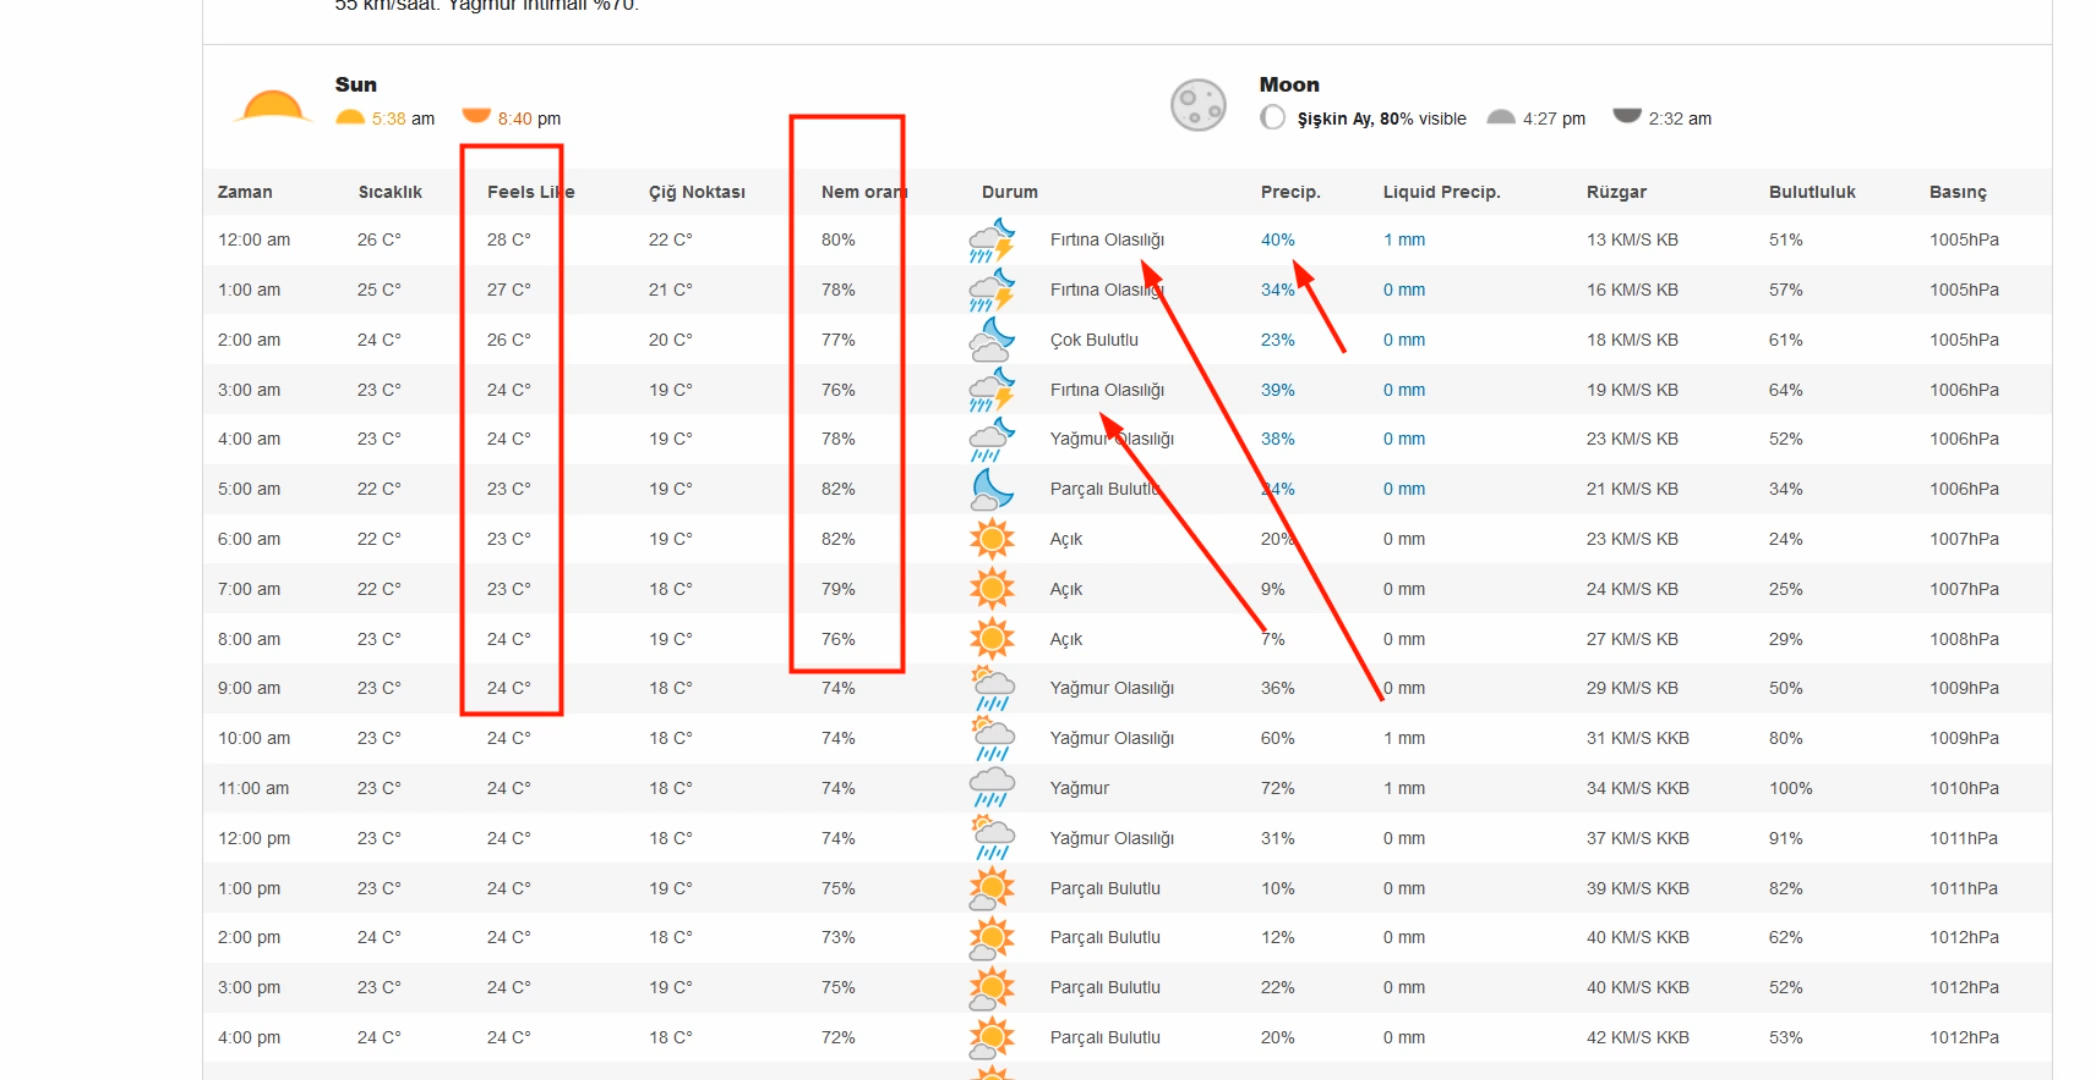 55 km/saat. Yağmur ihtimali %70.
Sun
5:38 am 8:40 pm
Moon
Şişkin Ay, 80% visible 4:27 pm 2:32 am
Zaman Sıcaklık Feels Like Çiğ Noktası Nem oranı Durum Precip. Liquid Precip. Rüzgar Bulutluluk Basınç
12:00 am 26 C° 28 C° 22 C° 80% Fırtına Olasılığı 40% 1 mm 13 KM/S KB 51% 1005hPa
1:00 am 25 C° 27 C° 21 C° 78% Fırtına Olasılığı 34% 0 mm 16 KM/S KB 57% 1005hPa
2:00 am 24 C° 26 C° 20 C° 77% Çok Bulutlu 23% 0 mm 18 KM/S KB 61% 1005hPa
3:00 am 23 C° 24 C° 19 C° 76% Fırtına Olasılığı 39% 0 mm 19 KM/S KB 64% 1006hPa
4:00 am 23 C° 24 C° 19 C° 78% Yağmur Olasılığı 38% 0 mm 23 KM/S KB 52% 1006hPa
5:00 am 22 C° 23 C° 19 C° 82% Parçalı Bulutlu 24% 0 mm 21 KM/S KB 34% 1006hPa
6:00 am 22 C° 23 C° 19 C° 82% Açık 20% 0 mm 23 KM/S KB 24% 1007hPa
7:00 am 22 C° 23 C° 18 C° 79% Açık 9% 0 mm 24 KM/S KB 25% 1007hPa
8:00 am 23 C° 24 C° 19 C° 76% Açık 7% 0 mm 27 KM/S KB 29% 1008hPa
9:00 am 23 C° 24 C° 18 C° 74% Yağmur Olasılığı 36% 0 mm 29 KM/S KB 50% 1009hPa
10:00 am 23 C° 24 C° 18 C° 74% Yağmur Olasılığı 60% 1 mm 31 KM/S KKB 80% 1009hPa
11:00 am 23 C° 24 C° 18 C° 74% Yağmur 72% 1 mm 34 KM/S KKB 100% 1010hPa
12:00 pm 23 C° 24 C° 18 C° 74% Yağmur Olasılığı 31% 0 mm 37 KM/S KKB 91% 1011hPa
1:00 pm 23 C° 24 C° 19 C° 75% Parçalı Bulutlu 10% 0 mm 39 KM/S KKB 82% 1011hPa
2:00 pm 24 C° 24 C° 18 C° 73% Parçalı Bulutlu 12% 0 mm 40 KM/S KKB 62% 1012hPa
3:00 pm 23 C° 24 C° 19 C° 75% Parçalı Bulutlu 22% 0 mm 40 KM/S KKB 52% 1012hPa
4:00 pm 24 C° 24 C° 18 C° 72% Parçalı Bulutlu 20% 0 mm 42 KM/S KKB 53% 1012hPa